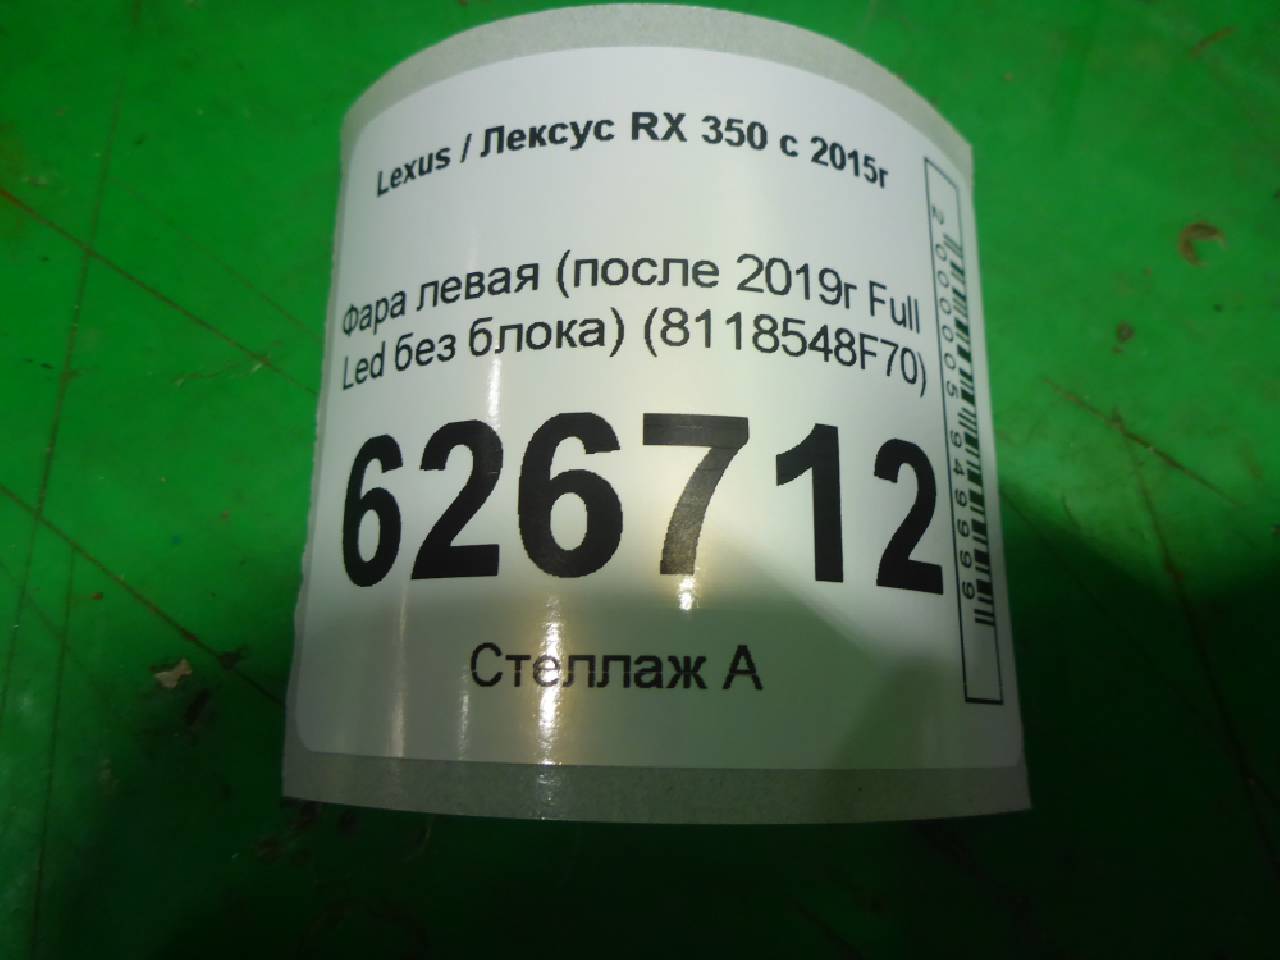 Lexus / Лексус RX 350 с 2015г
Фара левая (после 2019г Full
Led без блока) (8118548F70)
626712
Стеллаж А
2000005949999